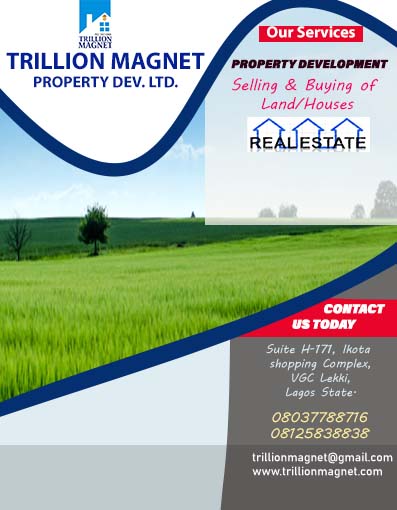 TRILLION
MAGNET
TRILLION MAGNET
PROPERTY DEV. LTD.
Our Services
PROPERTY DEVELOPMENT
Selling & Buying of
Land/Houses
REALESTATE
CONTACT
US TODAY
Suite H-171, Ikota
shopping Complex,
VGC Lekki,
Lagos State.
08037788716
08125838838
trillionmagnet@gmail.com
www.trillionmagnet.com